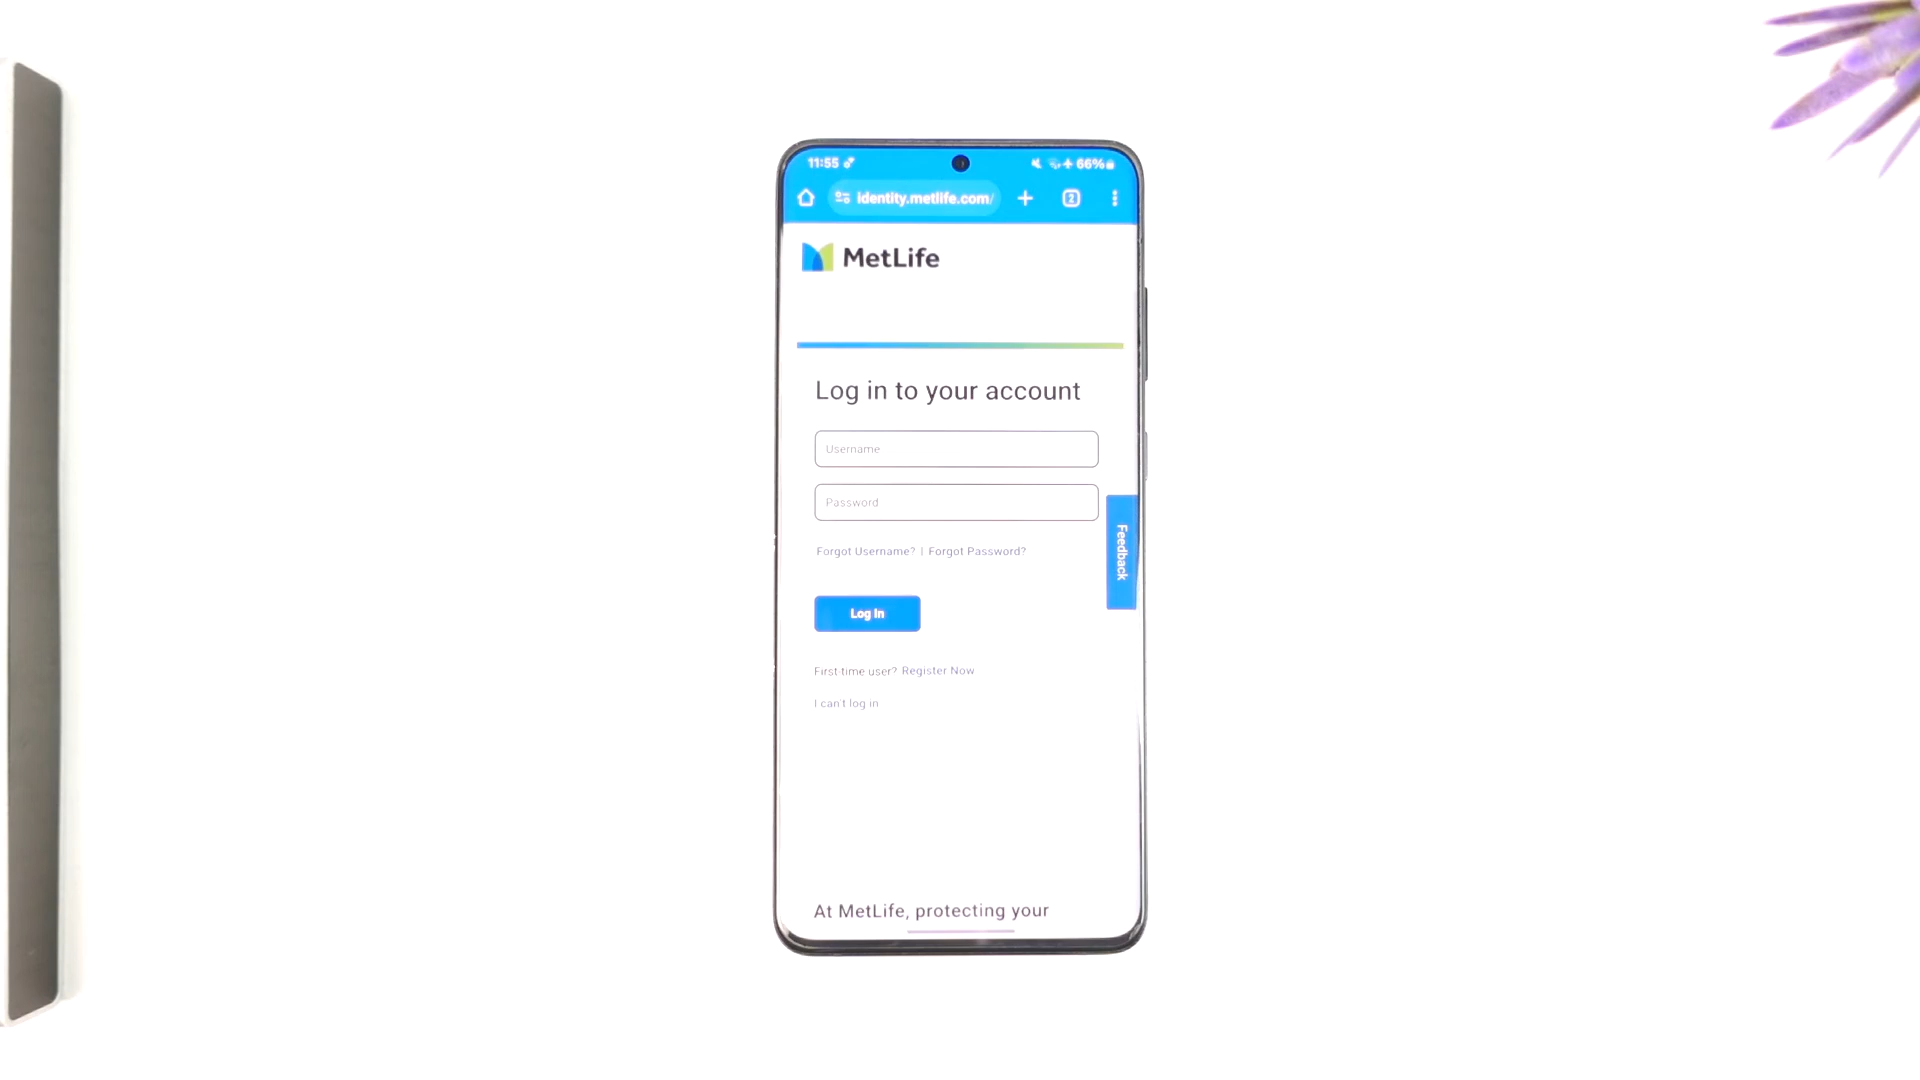 11:55 66%
identity.metlife.com/ 2
MetLife
Log in to your account
Username
Password
Forgot Username? | Forgot Password?
Feedback
Log In
First-time user? Register Now
I can't log in
At MetLife, protecting your